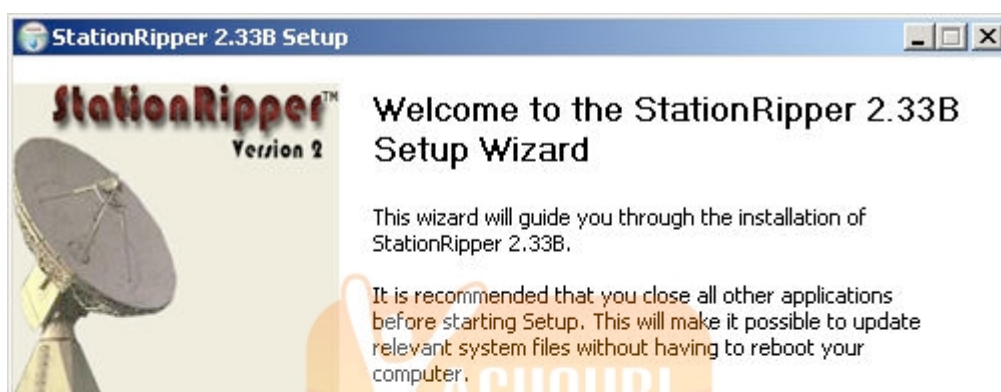 StationRipper 2.33B Setup
StationRipper™
Version 2
Welcome to the StationRipper 2.33B
Setup Wizard
This wizard will guide you through the installation of
StationRipper 2.33B.
It is recommended that you close all other applications
before starting Setup. This will make it possible to update
relevant system files without having to reboot your
computer.